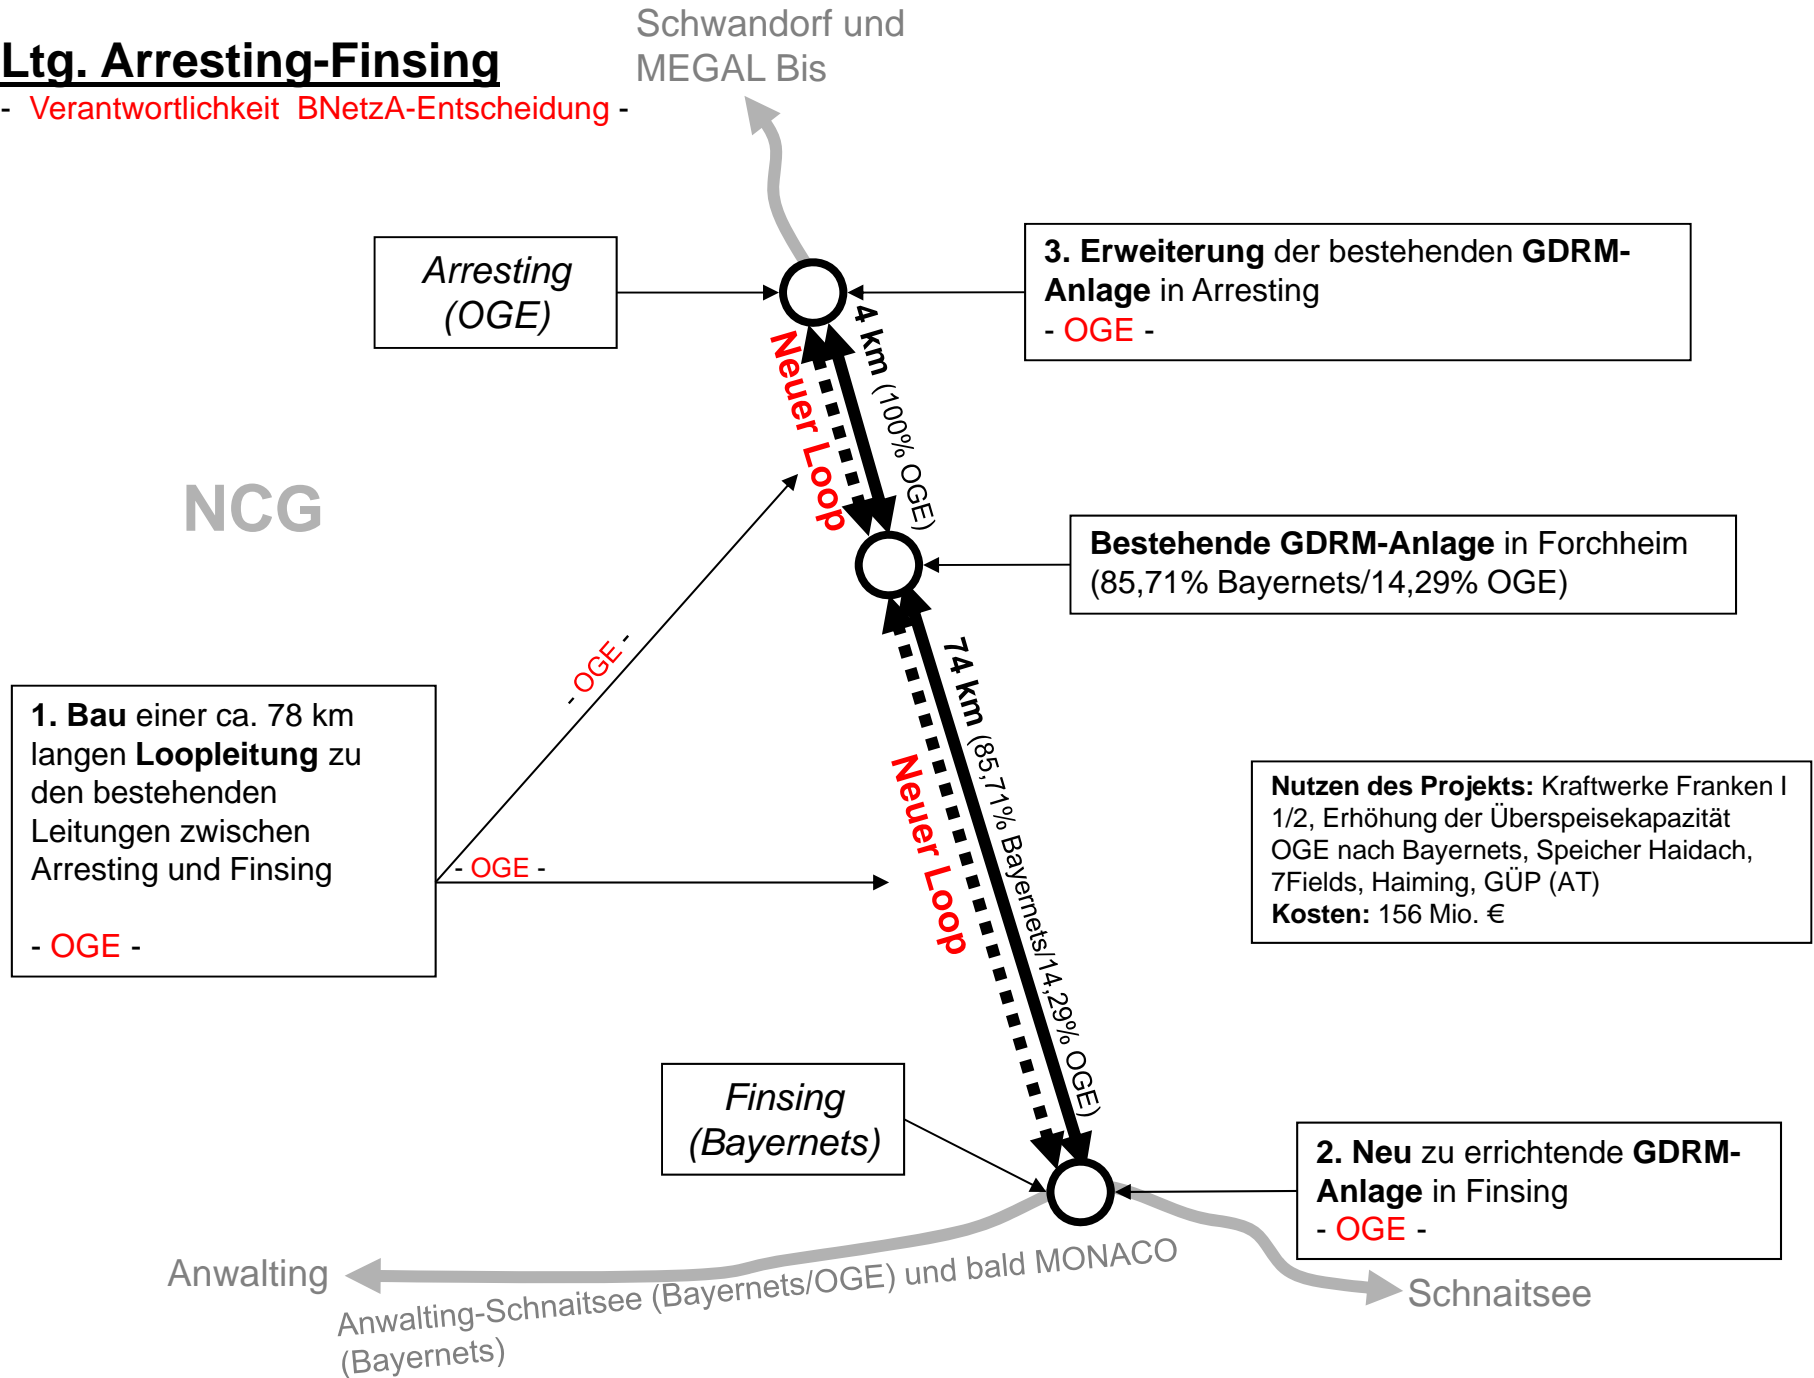 Schwandorf und
MEGAL Bis
Ltg. Arresting-Finsing
- Verantwortlichkeit BNetzA-Entscheidung -
Arresting
(OGE)
3. Erweiterung der bestehenden GDRM-
Anlage in Arresting
- OGE -
4 km (100% OGE)
Neuer Loop
NCG
Bestehende GDRM-Anlage in Forchheim
(85,71% Bayernets/14,29% OGE)
- OGE -
1. Bau einer ca. 78 km
langen Loopleitung zu
den bestehenden
Leitungen zwischen
Arresting und Finsing
- OGE -
- OGE -
74 km (85,71% Bayernets/14,29% OGE)
Neuer Loop
Nutzen des Projekts: Kraftwerke Franken I
1/2, Erhöhung der Überspeisekapazität
OGE nach Bayernets, Speicher Haidach,
7Fields, Haiming, GÜP (AT)
Kosten: 156 Mio. €
Finsing
(Bayernets)
2. Neu zu errichtende GDRM-
Anlage in Finsing
- OGE -
Anwalting
Anwalting-Schnaitsee (Bayernets/OGE) und bald MONACO
(Bayernets)
Schnaitsee